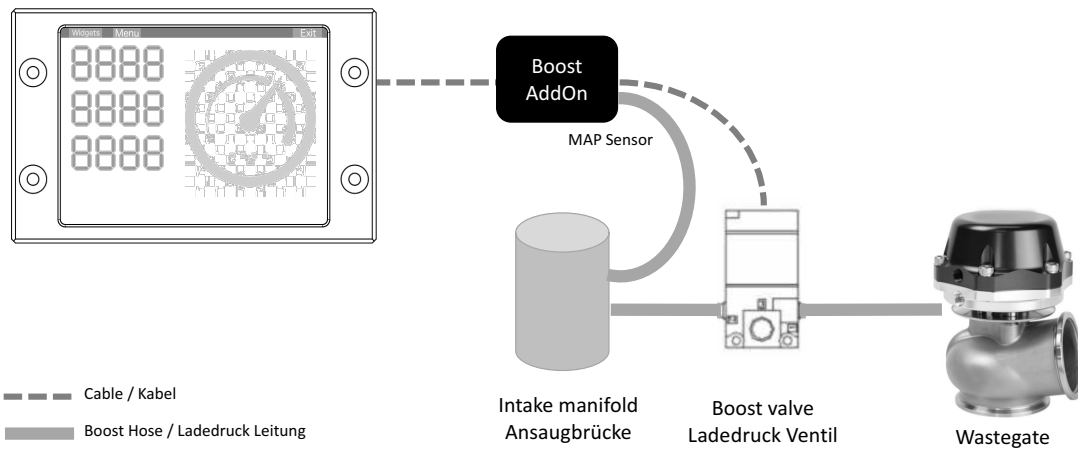 Widgets Menu Exit
8888
8888
8888
Boost
AddOn
MAP Sensor
Cable / Kabel
Boost Hose / Ladedruck Leitung
Intake manifold
Ansaugbrücke
Boost valve
Ladedruck Ventil
Wastegate